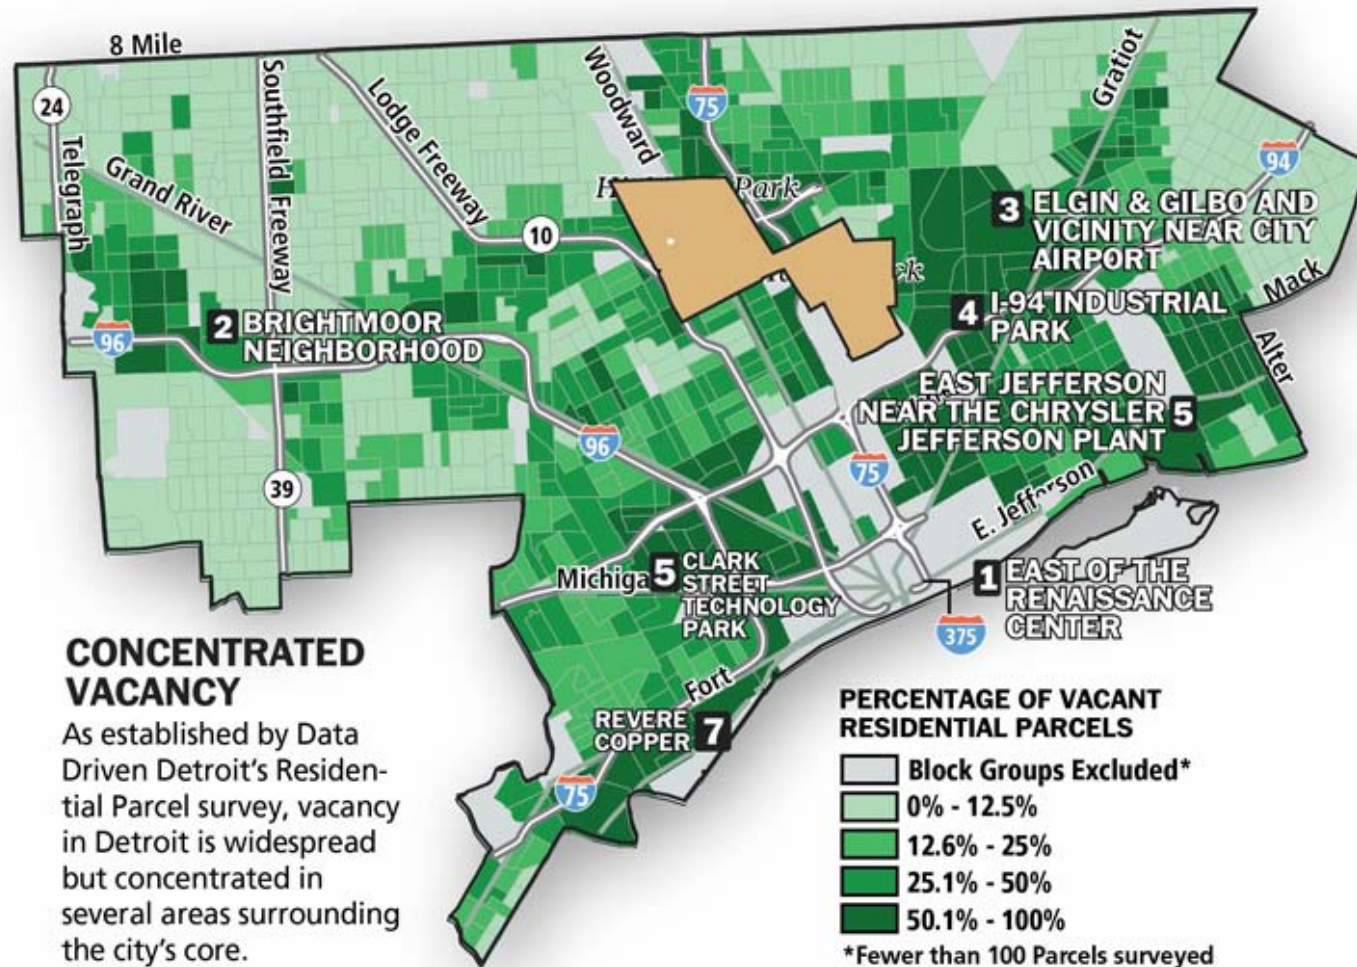 8 Mile
24
Telegraph
Grand River
Southfield Freeway
Lodge Freeway
10
Woodward
75
Park
Gratiot
94
3 ELGIN & GILBO AND
VICINITY NEAR CITY
AIRPORT
Mack
Alter
4 I-94 INDUSTRIAL
PARK
96
2 BRIGHTMOOR
NEIGHBORHOOD
EAST JEFFERSON
NEAR THE CHRYSLER 5
JEFFERSON PLANT
96
75
39
E. Jefferson
Michiga
5 CLARK
STREET
TECHNOLOGY
PARK
1 EAST OF THE
RENAISSANCE
CENTER
375
Fort
REVERE
COPPER 7
75
CONCENTRATED
VACANCY
As established by Data
Driven Detroit's Residen-
tial Parcel survey, vacancy
in Detroit is widespread
but concentrated in
several areas surrounding
the city's core.
PERCENTAGE OF VACANT
RESIDENTIAL PARCELS
Block Groups Excluded*
0% - 12.5%
12.6% - 25%
25.1% - 50%
50.1% - 100%
*Fewer than 100 Parcels surveyed